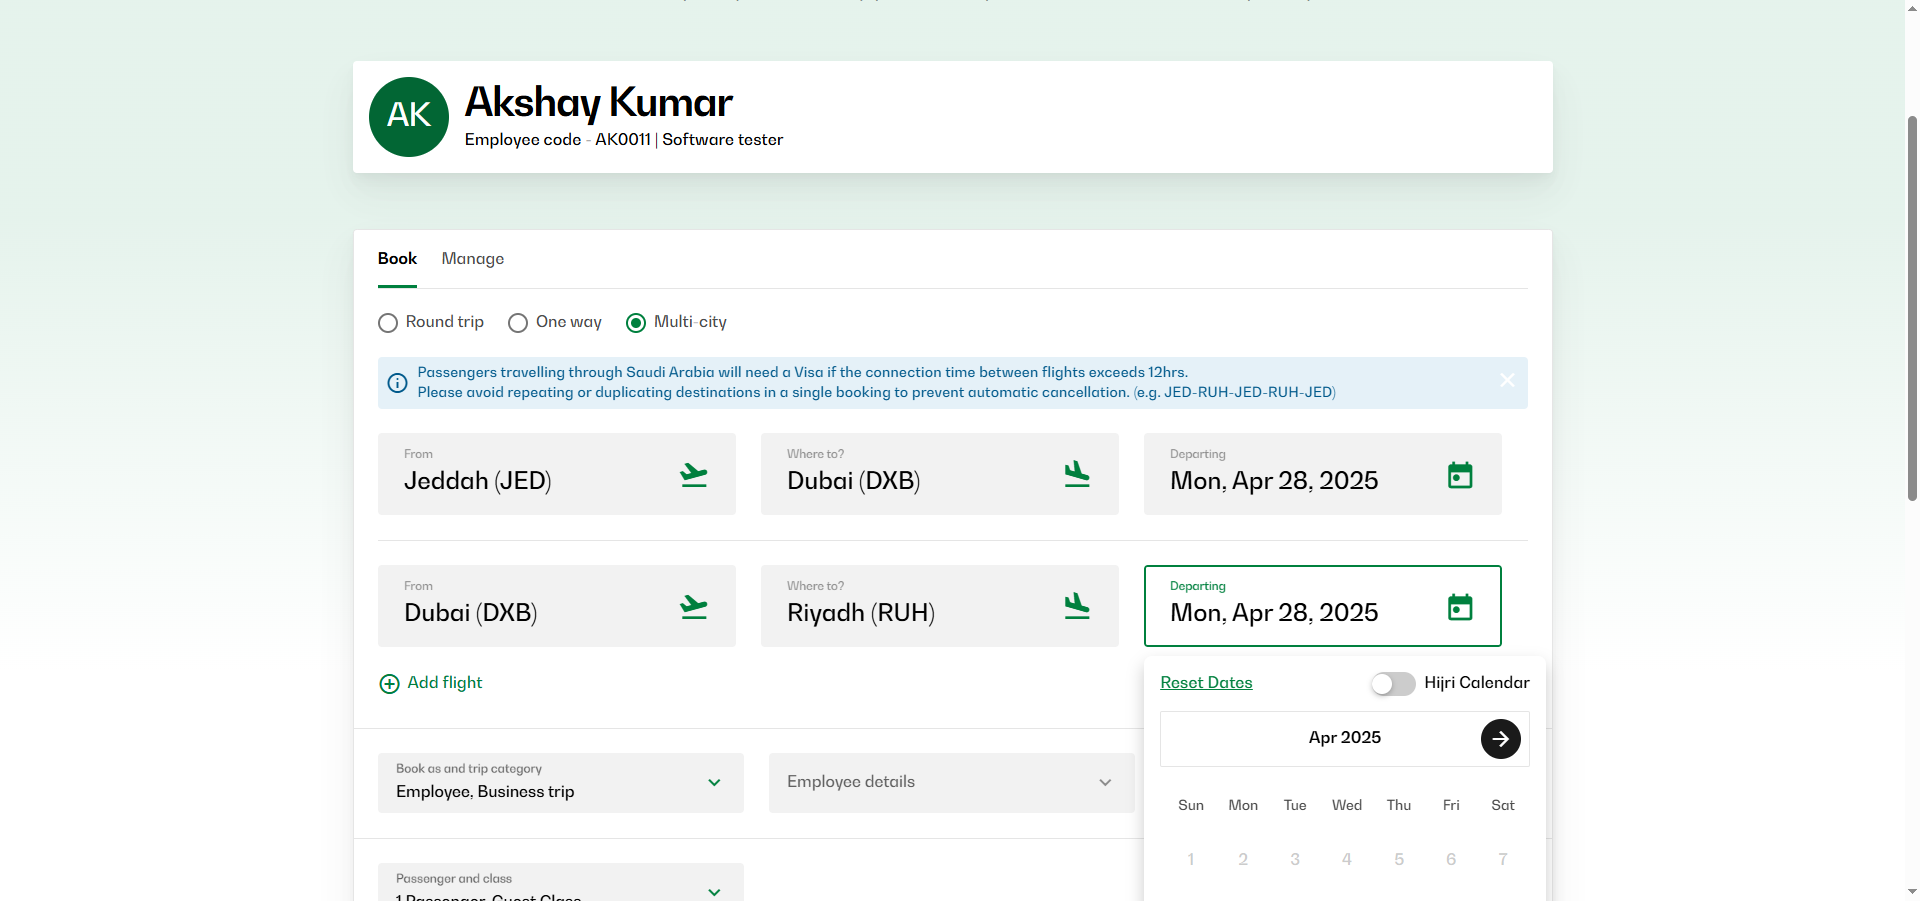 AK
Akshay Kumar
Employee code - AK0011 | Software tester
Book
Manage
Round trip
One way
Multi-city
Passengers travelling through Saudi Arabia will need a Visa if the connection time between flights exceeds 12hrs.
Please avoid repeating or duplicating destinations in a single booking to prevent automatic cancellation. (e.g. JED-RUH-JED-RUH-JED)
From
Jeddah (JED)
Where to?
Dubai (DXB)
Departing
Mon, Apr 28, 2025
From
Dubai (DXB)
Where to?
Riyadh (RUH)
Departing
Mon, Apr 28, 2025
Add flight
Reset Dates
Hijri Calendar
Apr 2025
Sun Mon Tue Wed Thu Fri Sat
1 2 3 4 5 6 7
Book as and trip category
Employee, Business trip
Employee details
Passenger and class
1 Passenger, Guest Class